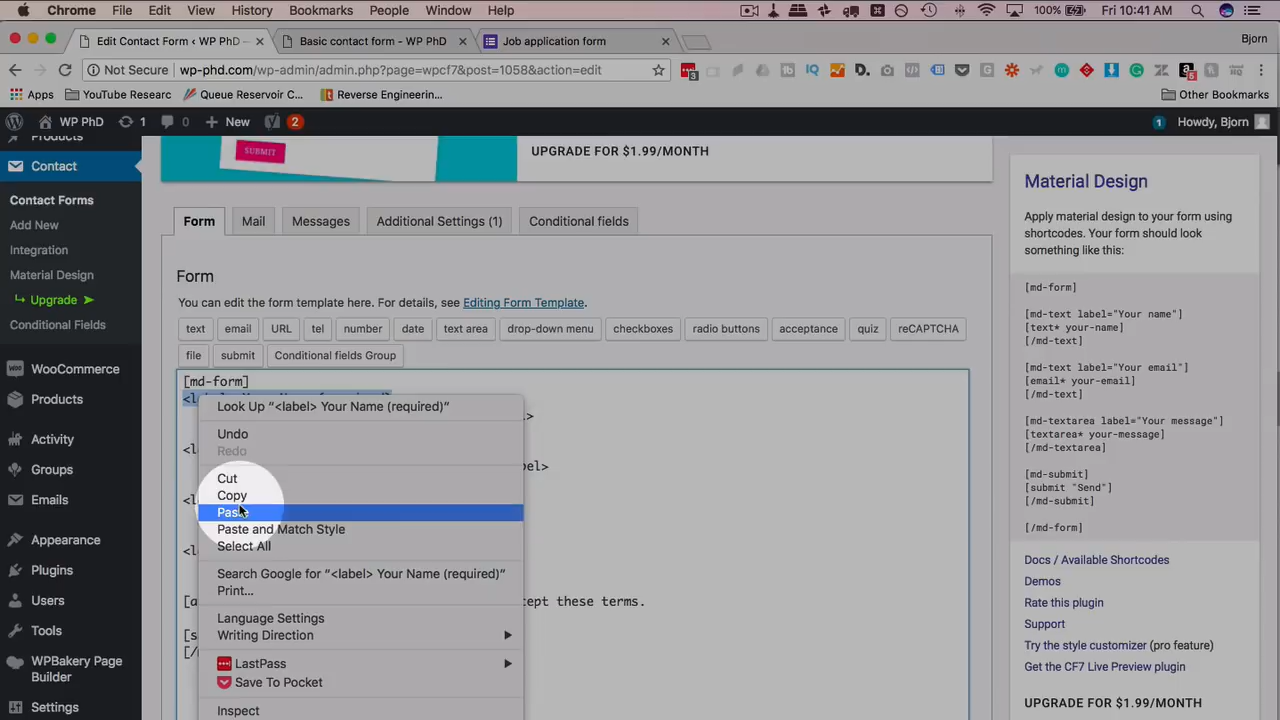 Chrome File Edit View History Bookmarks People Window Help 100% Fri 10:41 AM
Edit Contact Form ‹ WP PhD — Basic contact form - WP PhD Job application form Bjorn
Not Secure wp-phd.com/wp-admin/admin.php?page=wpcf7&post=1058&action=edit
Apps YouTube Researc Queue Reservoir C... Reverse Engineerin... Other Bookmarks
WP PhD 1 0 New 2 1 Howdy, Bjorn
Products
Contact
Contact Forms
Add New
Integration
Material Design
Upgrade
Conditional Fields
WooCommerce
Products
Activity
Groups
Emails
Appearance
Plugins
Users
Tools
WPBakery Page
Builder
Settings
SUBMIT
UPGRADE FOR $1.99/MONTH
Form Mail Messages Additional Settings (1) Conditional fields
Form
You can edit the form template here. For details, see Editing Form Template.
text email URL tel number date text area drop-down menu checkboxes radio buttons acceptance quiz reCAPTCHA
file submit Conditional fields Group
[md-form]
<l
>
<l
el>
<l
<l
[a
cept these terms.
[s
[/
Look Up “<label> Your Name (required)”
Undo
Redo
Cut
Copy
Paste
Paste and Match Style
Select All
Search Google for “<label> Your Name (required)”
Print...
Language Settings
Writing Direction
LastPass
Save To Pocket
Inspect
Material Design
Apply material design to your form using
shortcodes. Your form should look
something like this:
[md-form]
[md-text label="Your name"]
[text* your-name]
[/md-text]
[md-text label="Your email"]
[email* your-email]
[/md-text]
[md-textarea label="Your message"]
[textarea* your-message]
[/md-textarea]
[md-submit]
[submit "Send"]
[/md-submit]
[/md-form]
Docs / Available Shortcodes
Demos
Rate this plugin
Support
Try the style customizer (pro feature)
Get the CF7 Live Preview plugin
UPGRADE FOR $1.99/MONTH